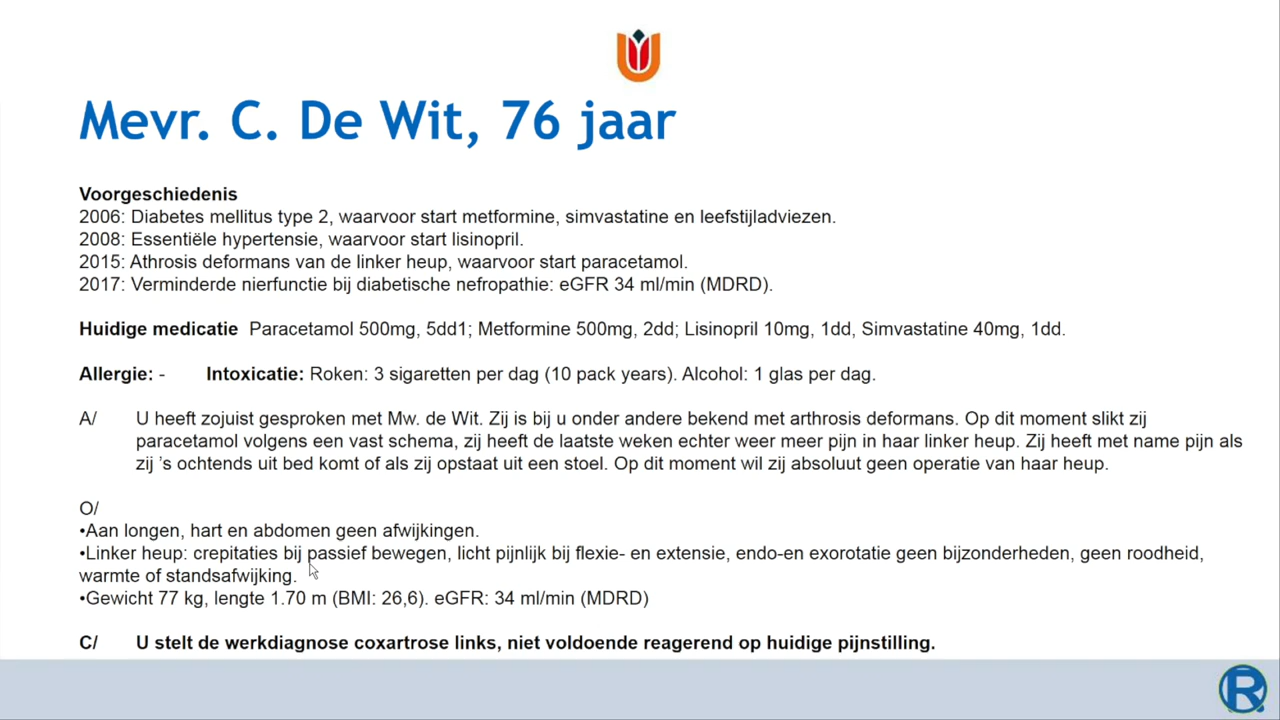 Mevr. C. De Wit, 76 jaar
Voorgeschiedenis
2006: Diabetes mellitus type 2, waarvoor start metformine, simvastatine en leefstijladviezen.
2008: Essentiële hypertensie, waarvoor start lisinopril.
2015: Athrosis deformans van de linker heup, waarvoor start paracetamol.
2017: Verminderde nierfunctie bij diabetische nefropathie: eGFR 34 ml/min (MDRD).
Huidige medicatie Paracetamol 500mg, 5dd1; Metformine 500mg, 2dd; Lisinopril 10mg, 1dd, Simvastatine 40mg, 1dd.
Allergie: - Intoxicatie: Roken: 3 sigaretten per dag (10 pack years). Alcohol: 1 glas per dag.
A/ U heeft zojuist gesproken met Mw. de Wit. Zij is bij u onder andere bekend met arthrosis deformans. Op dit moment slikt zij
paracetamol volgens een vast schema, zij heeft de laatste weken echter weer meer pijn in haar linker heup. Zij heeft met name pijn als
zij 's ochtends uit bed komt of als zij opstaat uit een stoel. Op dit moment wil zij absoluut geen operatie van haar heup.
O/
•Aan longen, hart en abdomen geen afwijkingen.
•Linker heup: crepitaties bij passief bewegen, licht pijnlijk bij flexie- en extensie, endo-en exorotatie geen bijzonderheden, geen roodheid,
warmte of standsafwijking.
•Gewicht 77 kg, lengte 1.70 m (BMI: 26,6). eGFR: 34 ml/min (MDRD)
C/ U stelt de werkdiagnose coxartrose links, niet voldoende reagerend op huidige pijnstilling.
R